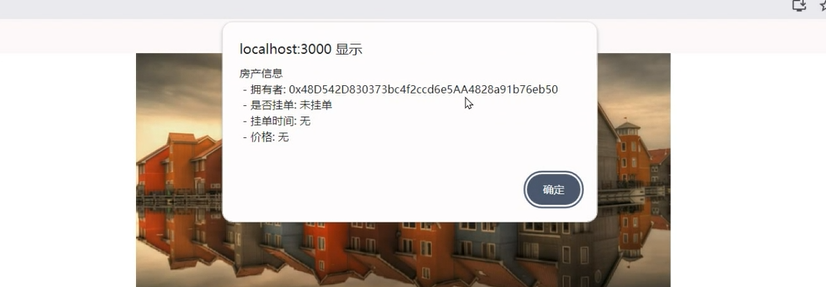 localhost:3000 显示
房产信息
- 拥有者: 0x48D542D830373bc4f2ccd6e5AA4828a91b76eb50
- 是否挂单: 未挂单
- 挂单时间: 无
- 价格: 无
确定